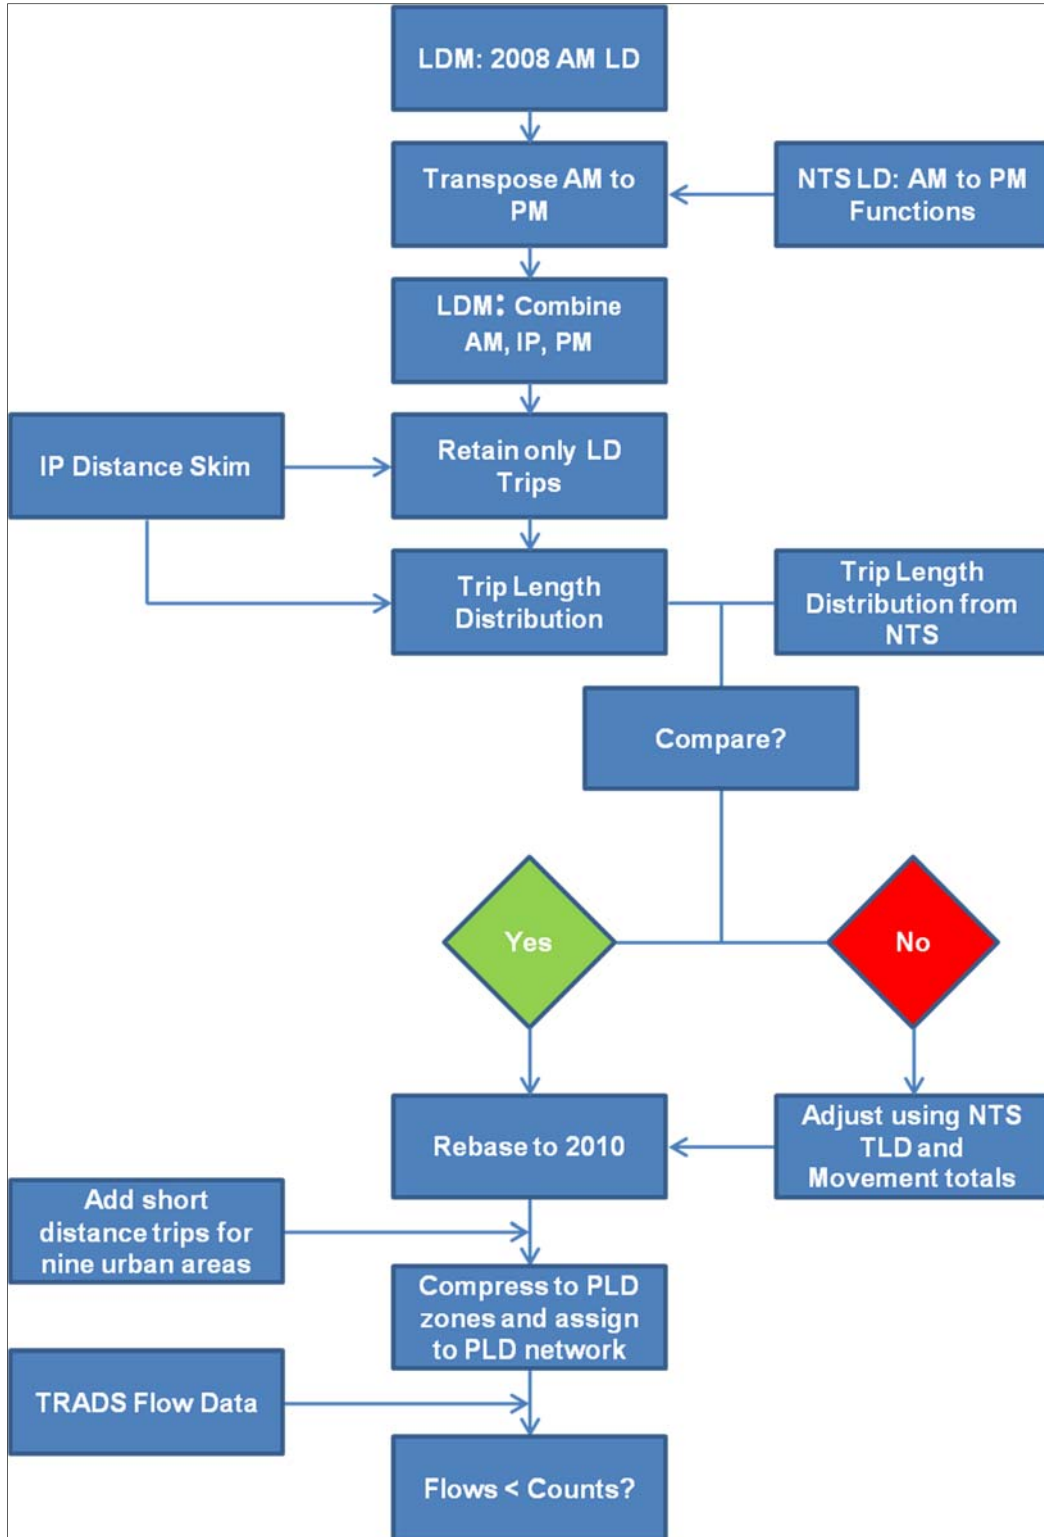 LDM: 2008 AM LD
Transpose AM to
PM
NTS LD: AM to PM
Functions
LDM: Combine
AM, IP, PM
IP Distance Skim
Retain only LD
Trips
Trip Length
Distribution
Trip Length
Distribution from
NTS
Compare?
Yes
No
Rebase to 2010
Adjust using NTS
TLD and
Movement totals
Add short
distance trips for
nine urban areas
Compress to PLD
zones and assign
to PLD network
TRADS Flow Data
Flows < Counts?